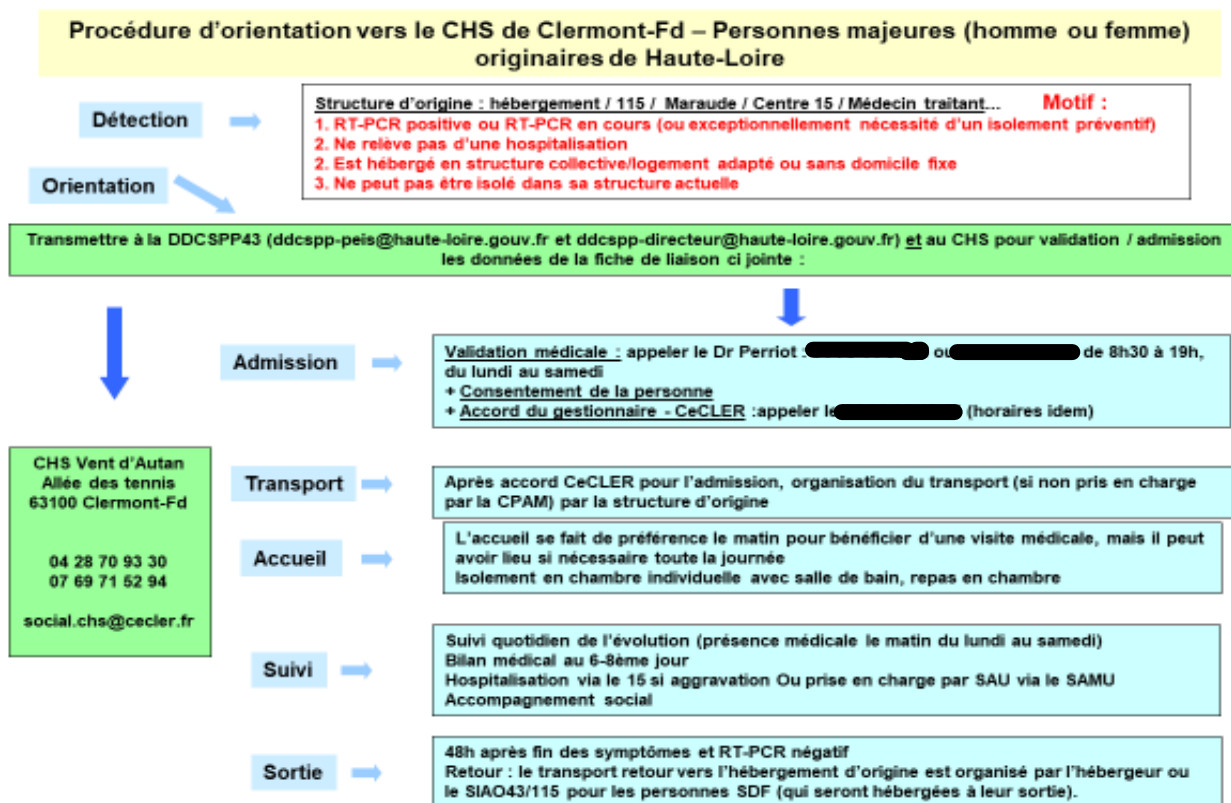 Procédure d'orientation vers le CHS de Clermont-Fd – Personnes majeures (homme ou femme)
originaires de Haute-Loire
Détection
Structure d'origine : hébergement / 115 / Maraude / Centre 15 / Médecin traitant... Motif :
1. RT-PCR positive ou RT-PCR en cours (ou exceptionnellement nécessité d'un isolement préventif)
2. Ne relève pas d'une hospitalisation
2. Est hébergé en structure collective/logement adapté ou sans domicile fixe
3. Ne peut pas être isolé dans sa structure actuelle
Orientation
Transmettre à la DDCSPP43 (ddcspp-peis@haute-loire.gouv.fr et ddcspp-directeur@haute-loire.gouv.fr) et au CHS pour validation / admission
les données de la fiche de liaison ci jointe :
Admission
Validation médicale : appeler le Dr Perriot : ou de 8h30 à 19h,
du lundi au samedi
+ Consentement de la personne
+ Accord du gestionnaire - CeCLER :appeler le (horaires idem)
CHS Vent d'Autan
Allée des tennis
63100 Clermont-Fd
04 28 70 93 30
07 69 71 52 94
social.chs@cecler.fr
Transport
Après accord CeCLER pour l'admission, organisation du transport (si non pris en charge
par la CPAM) par la structure d'origine
Accueil
L'accueil se fait de préférence le matin pour bénéficier d'une visite médicale, mais il peut
avoir lieu si nécessaire toute la journée
Isolement en chambre individuelle avec salle de bain, repas en chambre
Suivi
Suivi quotidien de l'évolution (présence médicale le matin du lundi au samedi)
Bilan médical au 6-8ème jour
Hospitalisation via le 15 si aggravation Ou prise en charge par SAU via le SAMU
Accompagnement social
Sortie
48h après fin des symptômes et RT-PCR négatif
Retour : le transport retour vers l'hébergement d'origine est organisé par l'hébergeur ou
le SIAO43/115 pour les personnes SDF (qui seront hébergées à leur sortie).